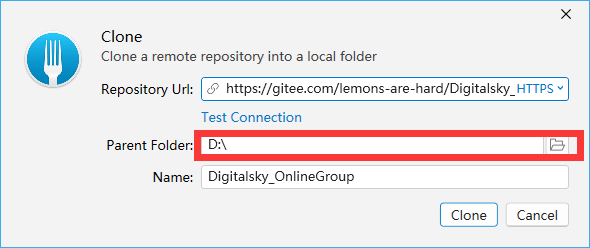 Clone
Clone a remote repository into a local folder
Repository Url: https://gitee.com/lemons-are-hard/Digitalsky_ HTTPS
Test Connection
Parent Folder: D:\
Name: Digitalsky_OnlineGroup
Clone Cancel